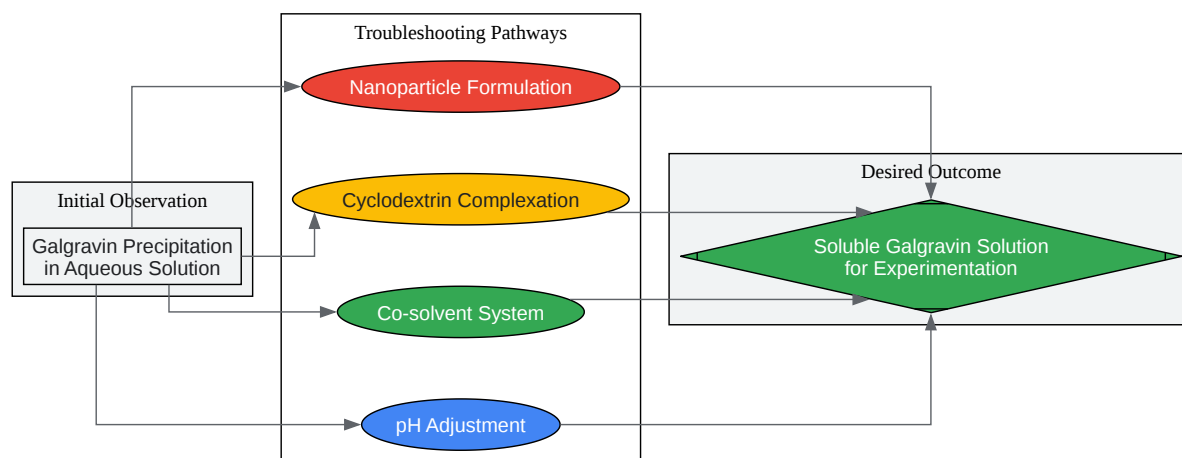 Troubleshooting Pathways
Nanoparticle Formulation
Cyclodextrin Complexation
Co-solvent System
pH Adjustment
Initial Observation
Galgravin Precipitation
in Aqueous Solution
Desired Outcome
Soluble Galgravin Solution
for Experimentation